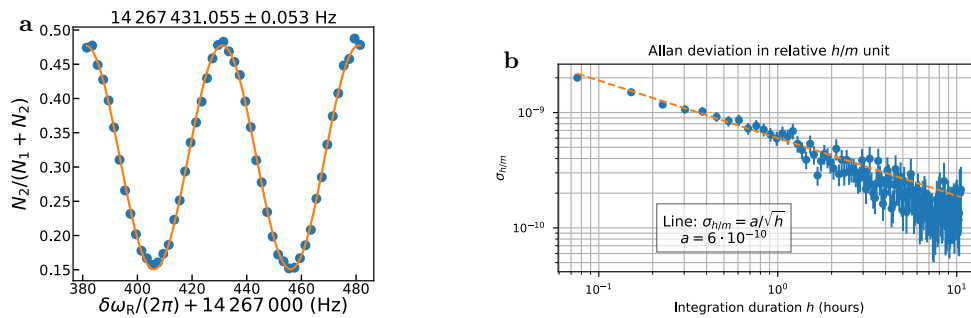 a
14 267 431.055 ± 0.053 Hz
N₂/(N₁ + N₂)
0.50
0.45
0.40
0.35
0.30
0.25
0.20
0.15
380 400 420 440 460 480
δω_R/(2π) + 14 267 000 (Hz)
b
Allan deviation in relative h/m unit
σ_{h/m}
10⁻⁹
10⁻¹⁰
Line: σ_{h/m} = a/√h
a = 6 · 10⁻¹⁰
10⁻¹ 10⁰ 10¹
Integration duration h (hours)